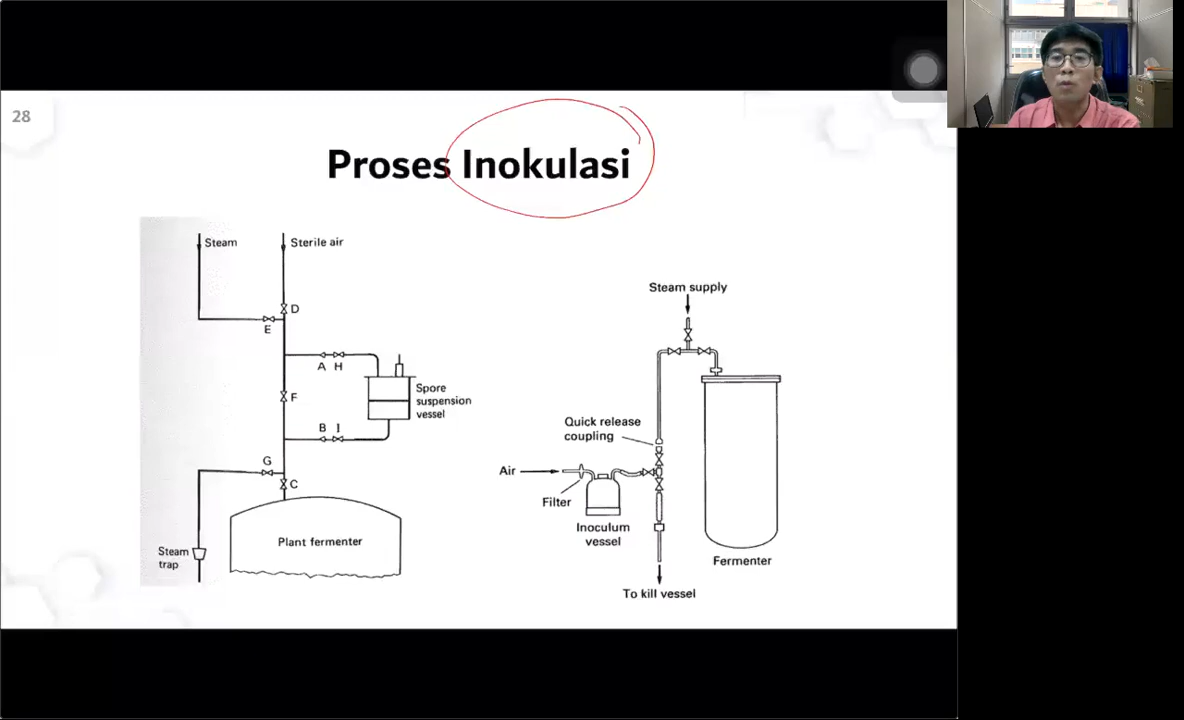 28
Proses Inokulasi
Steam
Sterile air
D
E
A H
F
Spore
suspension
vessel
B I
G
C
Plant fermenter
Steam
trap
Steam supply
Quick release
coupling
Air
Filter
Inoculum
vessel
Fermenter
To kill vessel